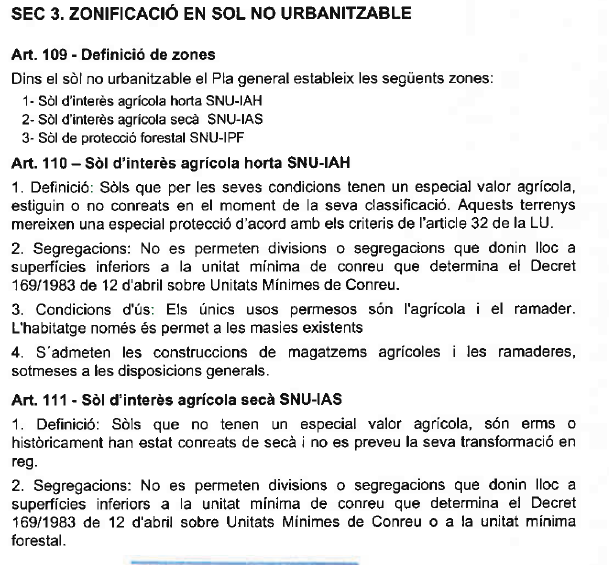 SEC 3. ZONIFICACIÓ EN SOL NO URBANITZABLE
Art. 109 - Definició de zones
Dins el sòl no urbanitzable el Pla general estableix les següents zones:
1- Sòl d'interès agrícola horta SNU-IAH
2- Sòl d'interès agrícola secà SNU-IAS
3- Sòl de protecció forestal SNU-IPF
Art. 110 – Sòl d'interès agrícola horta SNU-IAH
1. Definició: Sòls que per les seves condicions tenen un especial valor agrícola,
estiguin o no conreats en el moment de la seva classificació. Aquests terrenys
mereixen una especial protecció d'acord amb els criteris de l'article 32 de la LU.
2. Segregacions: No es permeten divisions o segregacions que donin lloc a
superfícies inferiors a la unitat mínima de conreu que determina el Decret
169/1983 de 12 d'abril sobre Unitats Mínimes de Conreu.
3. Condicions d'ús: Els únics usos permesos són l'agrícola i el ramader.
L'habitatge només és permet a les masies existents
4. S´admeten les construccions de magatzems agrícoles i les ramaderes,
sotmeses a les disposicions generals.
Art. 111 - Sòl d'interès agrícola secà SNU-IAS
1. Definició: Sòls que no tenen un especial valor agrícola, són erms o
històricament han estat conreats de secà i no es preveu la seva transformació en
reg.
2. Segregacions: No es permeten divisions o segregacions que donin lloc a
superfícies inferiors a la unitat mínima de conreu que determina el Decret
169/1983 de 12 d'abril sobre Unitats Mínimes de Conreu o a la unitat mínima
forestal.